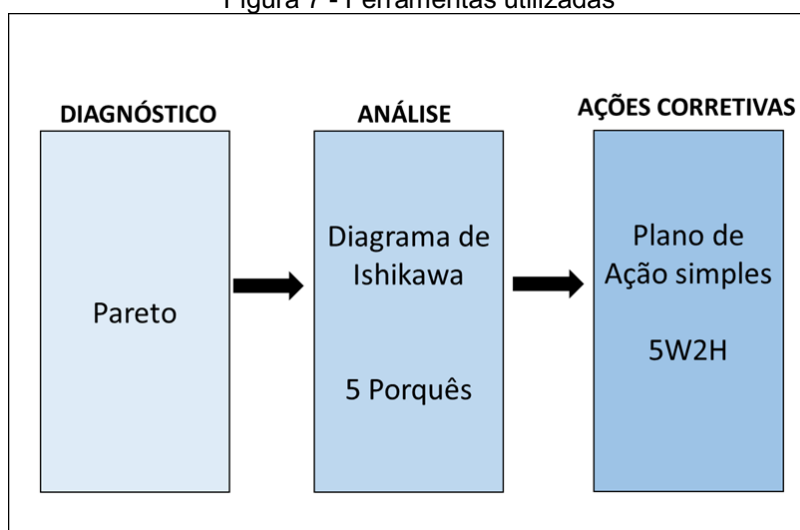 Figura 7 - Ferramentas utilizadas
DIAGNÓSTICO
Pareto
ANÁLISE
Diagrama de
Ishikawa
5 Porquês
AÇÕES CORRETIVAS
Plano de
Ação simples
5W2H